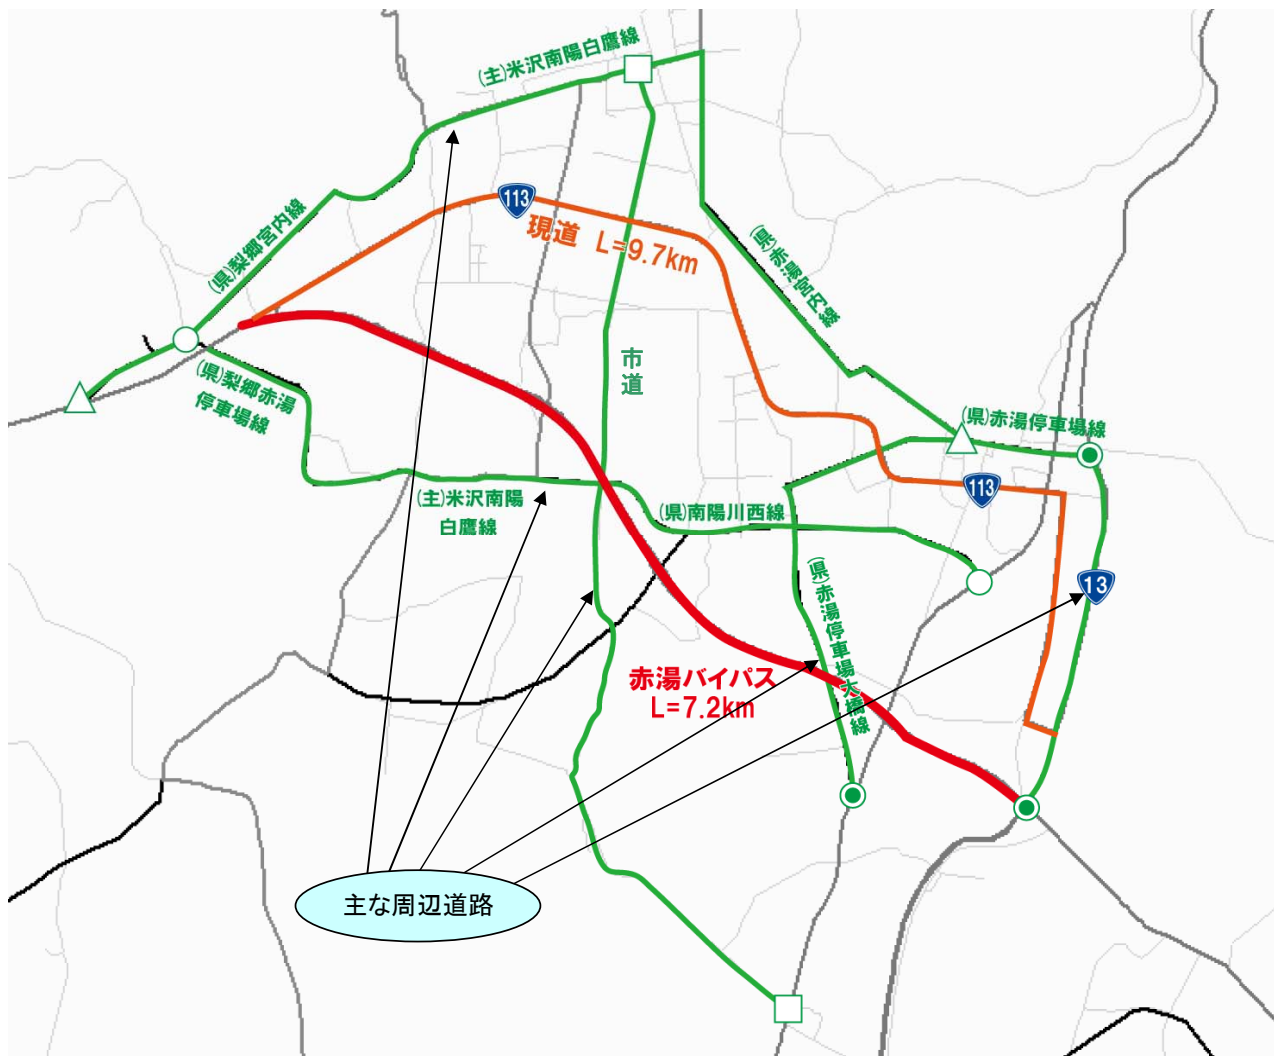 (主)米沢南陽白鷹線
113
現道 L=9.7km
(県)梨郷宮内線
(県)赤湯宮内線
市道
(県)梨郷赤湯
停車場線
(県)赤湯停車場線
113
(主)米沢南陽
白鷹線
(県)南陽川西線
(県)赤湯停車場大橋線
13
赤湯バイパス
L=7.2km
主な周辺道路